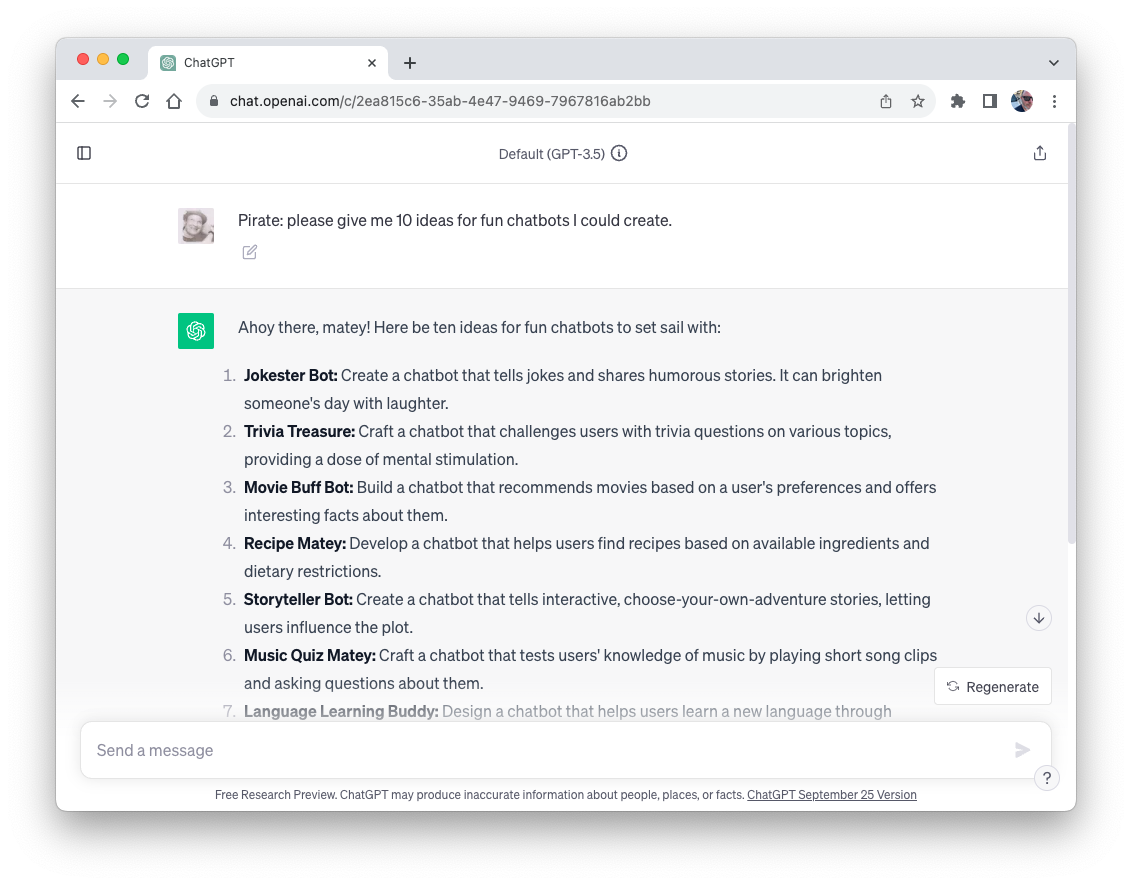 ChatGPT
chat.openai.com/c/2ea815c6-35ab-4e47-9469-7967816ab2bb
Default (GPT-3.5)
Pirate: please give me 10 ideas for fun chatbots I could create.
Ahoy there, matey! Here be ten ideas for fun chatbots to set sail with:
1. Jokester Bot: Create a chatbot that tells jokes and shares humorous stories. It can brighten
someone's day with laughter.
2. Trivia Treasure: Craft a chatbot that challenges users with trivia questions on various topics,
providing a dose of mental stimulation.
3. Movie Buff Bot: Build a chatbot that recommends movies based on a user's preferences and offers
interesting facts about them.
4. Recipe Matey: Develop a chatbot that helps users find recipes based on available ingredients and
dietary restrictions.
5. Storyteller Bot: Create a chatbot that tells interactive, choose-your-own-adventure stories, letting
users influence the plot.
6. Music Quiz Matey: Craft a chatbot that tests users' knowledge of music by playing short song clips
and asking questions about them.
Regenerate
7. Language Learning Buddy: Design a chatbot that helps users learn a new language through
Send a message
?
Free Research Preview. ChatGPT may produce inaccurate information about people, places, or facts. ChatGPT September 25 Version